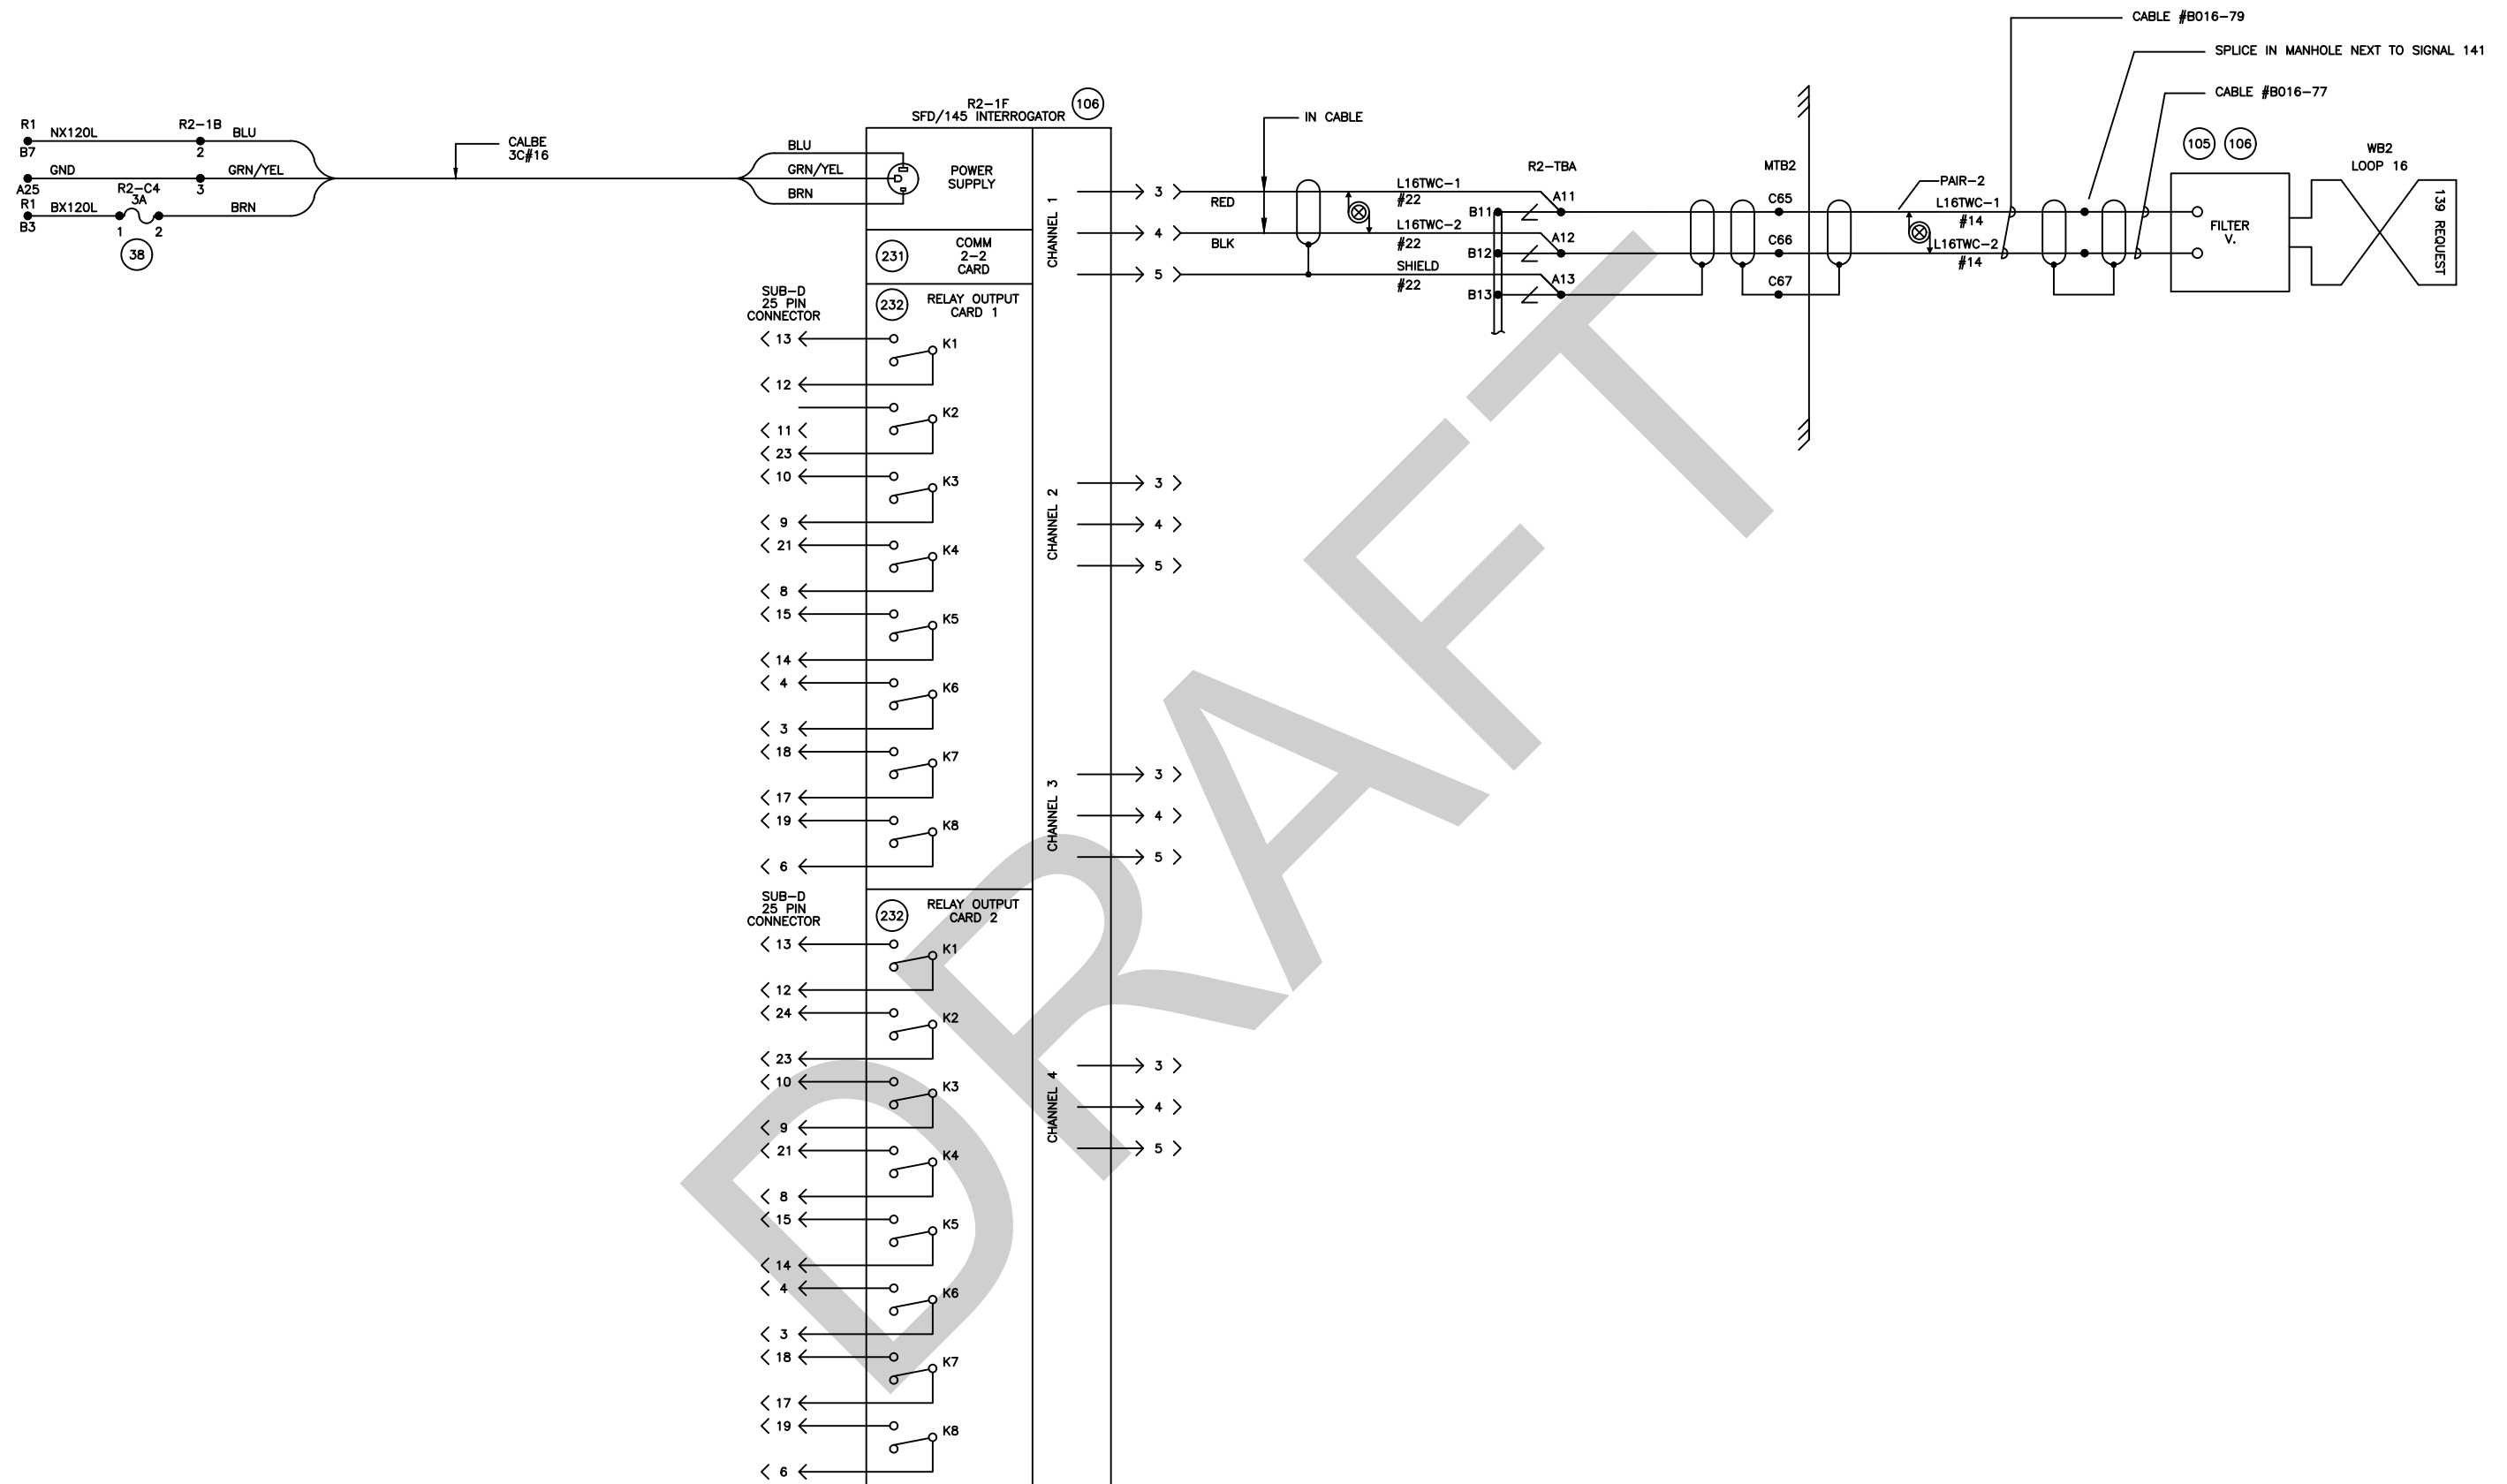 CABLE #B016-79
SPLICE IN MANHOLE NEXT TO SIGNAL 141
CABLE #B016-77
R2-1F
SFD/145 INTERROGATOR
106
R1
NX120L
R2-1B
BLU
B7
2
GND
GRN/YEL
A25
3
R2-C4
3A
R1
BX120L
BRN
B3
1
2
38
CALBE
3C#16
BLU
GRN/YEL
BRN
POWER
SUPPLY
231
COMM
2-2
CARD
CHANNEL 1
3
4
5
IN CABLE
RED
BLK
L16TWC-1
#22
L16TWC-2
#22
SHIELD
#22
R2-TBA
A11
B11
A12
B12
A13
B13
MTB2
C65
C66
C67
PAIR-2
L16TWC-1
#14
L16TWC-2
#14
105
106
FILTER
V.
WB2
LOOP 16
139 REQUEST
SUB-D
25 PIN
CONNECTOR
232
RELAY OUTPUT
CARD 1
13
K1
12
K2
11
23
10
K3
9
21
K4
8
15
K5
14
4
K6
3
18
K7
17
19
K8
6
CHANNEL 2
3
4
5
CHANNEL 3
3
4
5
SUB-D
25 PIN
CONNECTOR
232
RELAY OUTPUT
CARD 2
13
K1
12
24
K2
23
10
K3
9
21
K4
8
15
K5
14
4
K6
3
18
K7
17
19
K8
6
CHANNEL 4
3
4
5
DRAFT